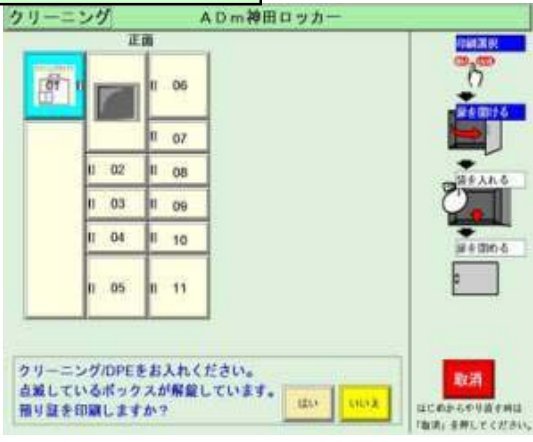 クリーニング
ADm神田ロッカー
正面
01
06
07
02
08
03
09
04
10
05
11
印刷選択
はい
いいえ
扉を開ける
袋を入れる
扉を閉める
クリーニング/DPEをお入れください。
点滅しているボックスが解錠しています。
預り証を印刷しますか?
はい
いいえ
取消
はじめからやり直す時は
「取消」を押してください。